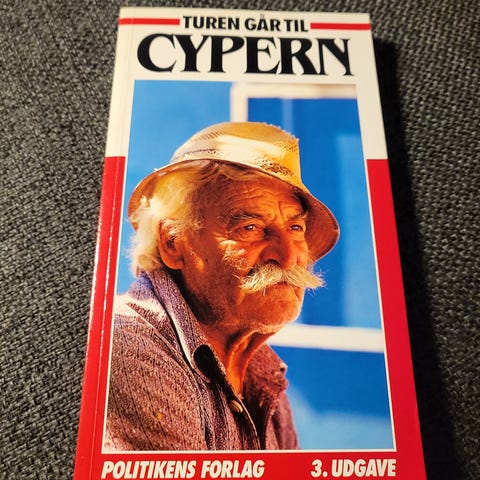 TUREN GÅR TIL
CYPERN
POLITIKENS FORLAG 3. UDGAVE